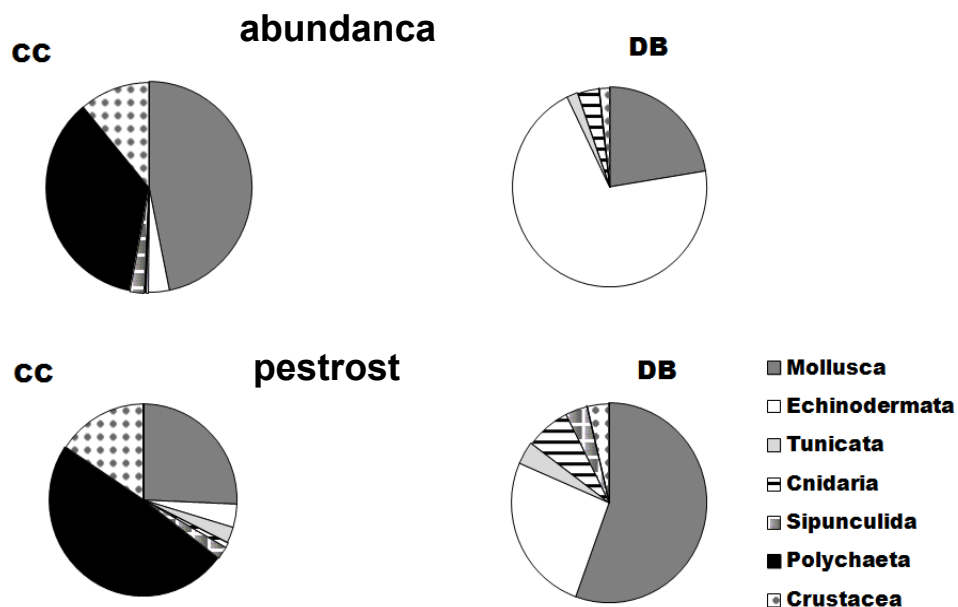 abundanca
CC
DB
pestrost
CC
DB
Mollusca
Echinodermata
Tunicata
Cnidaria
Sipunculida
Polychaeta
Crustacea